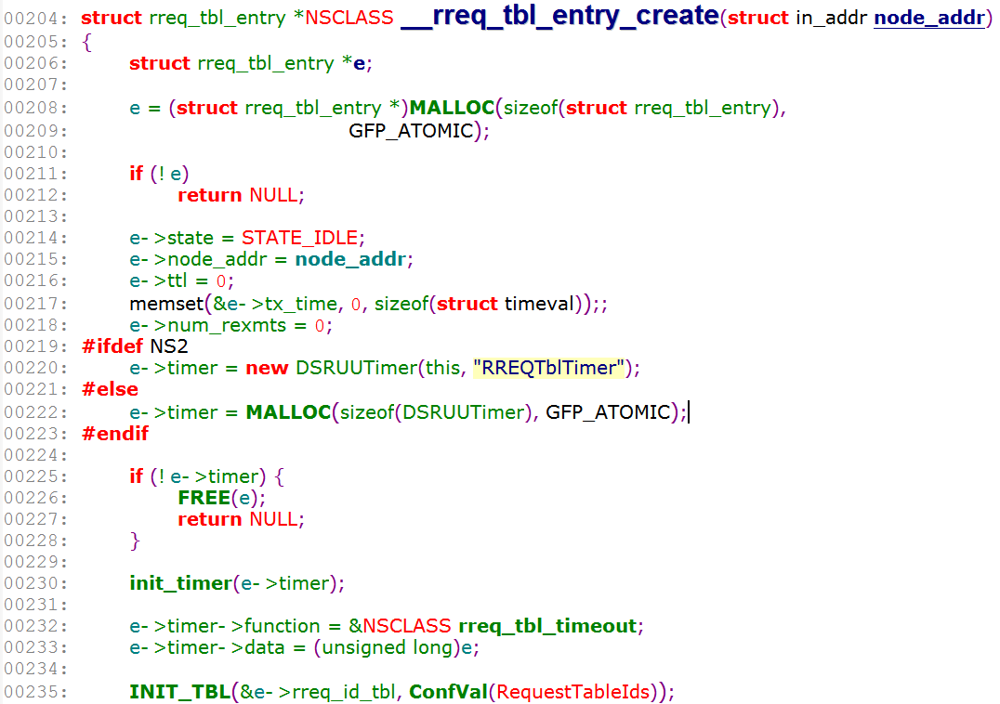 00204: struct rreq_tbl_entry *NSCLASS __rreq_tbl_entry_create(struct in_addr node_addr)
00205: {
00206:     struct rreq_tbl_entry *e;
00207:
00208:     e = (struct rreq_tbl_entry *)MALLOC(sizeof(struct rreq_tbl_entry),
00209:                         GFP_ATOMIC);
00210:
00211:     if (! e)
00212:         return NULL;
00213:
00214:     e- >state = STATE_IDLE;
00215:     e- >node_addr = node_addr;
00216:     e- >ttl = 0;
00217:     memset(&e- >tx_time, 0, sizeof(struct timeval));;
00218:     e- >num_rexmts = 0;
00219: #ifdef NS2
00220:     e- >timer = new DSRUUTimer(this, "RREQTblTimer");
00221: #else
00222:     e- >timer = MALLOC(sizeof(DSRUUTimer), GFP_ATOMIC);
00223: #endif
00224:
00225:     if (! e- >timer) {
00226:         FREE(e);
00227:         return NULL;
00228:     }
00229:
00230:     init_timer(e- >timer);
00231:
00232:     e- >timer- >function = &NSCLASS rreq_tbl_timeout;
00233:     e- >timer- >data = (unsigned long)e;
00234:
00235:     INIT_TBL(&e- >rreq_id_tbl, ConfVal(RequestTableIds));